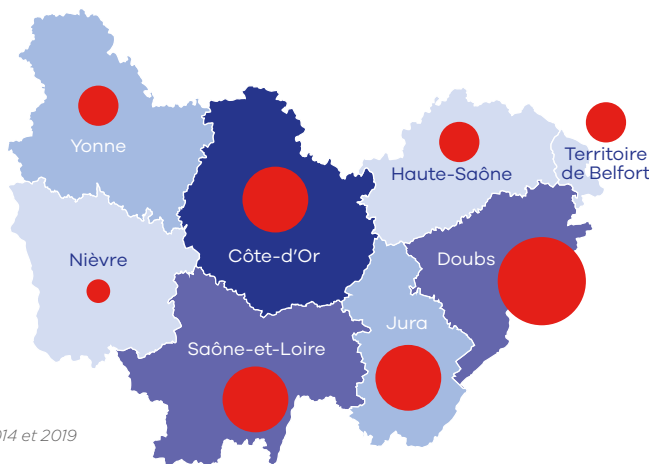 Yonne
Haute-Saône
Territoire
de Belfort
Nièvre
Côte-d'Or
Doubs
Jura
Saône-et-Loire
et 2019